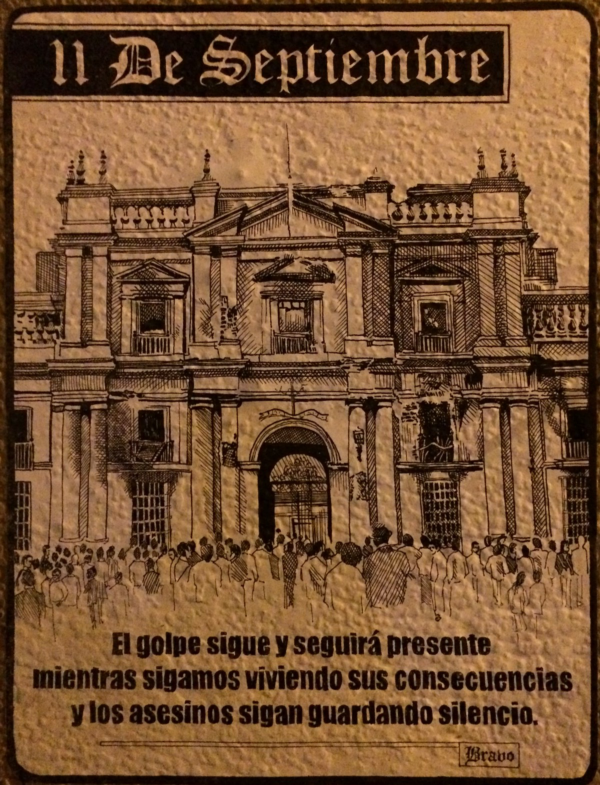 11 De Septiembre
El golpe sigue y seguirá presente
mientras sigamos viviendo sus consecuencias
y los asesinos sigan guardando silencio.
Bravo